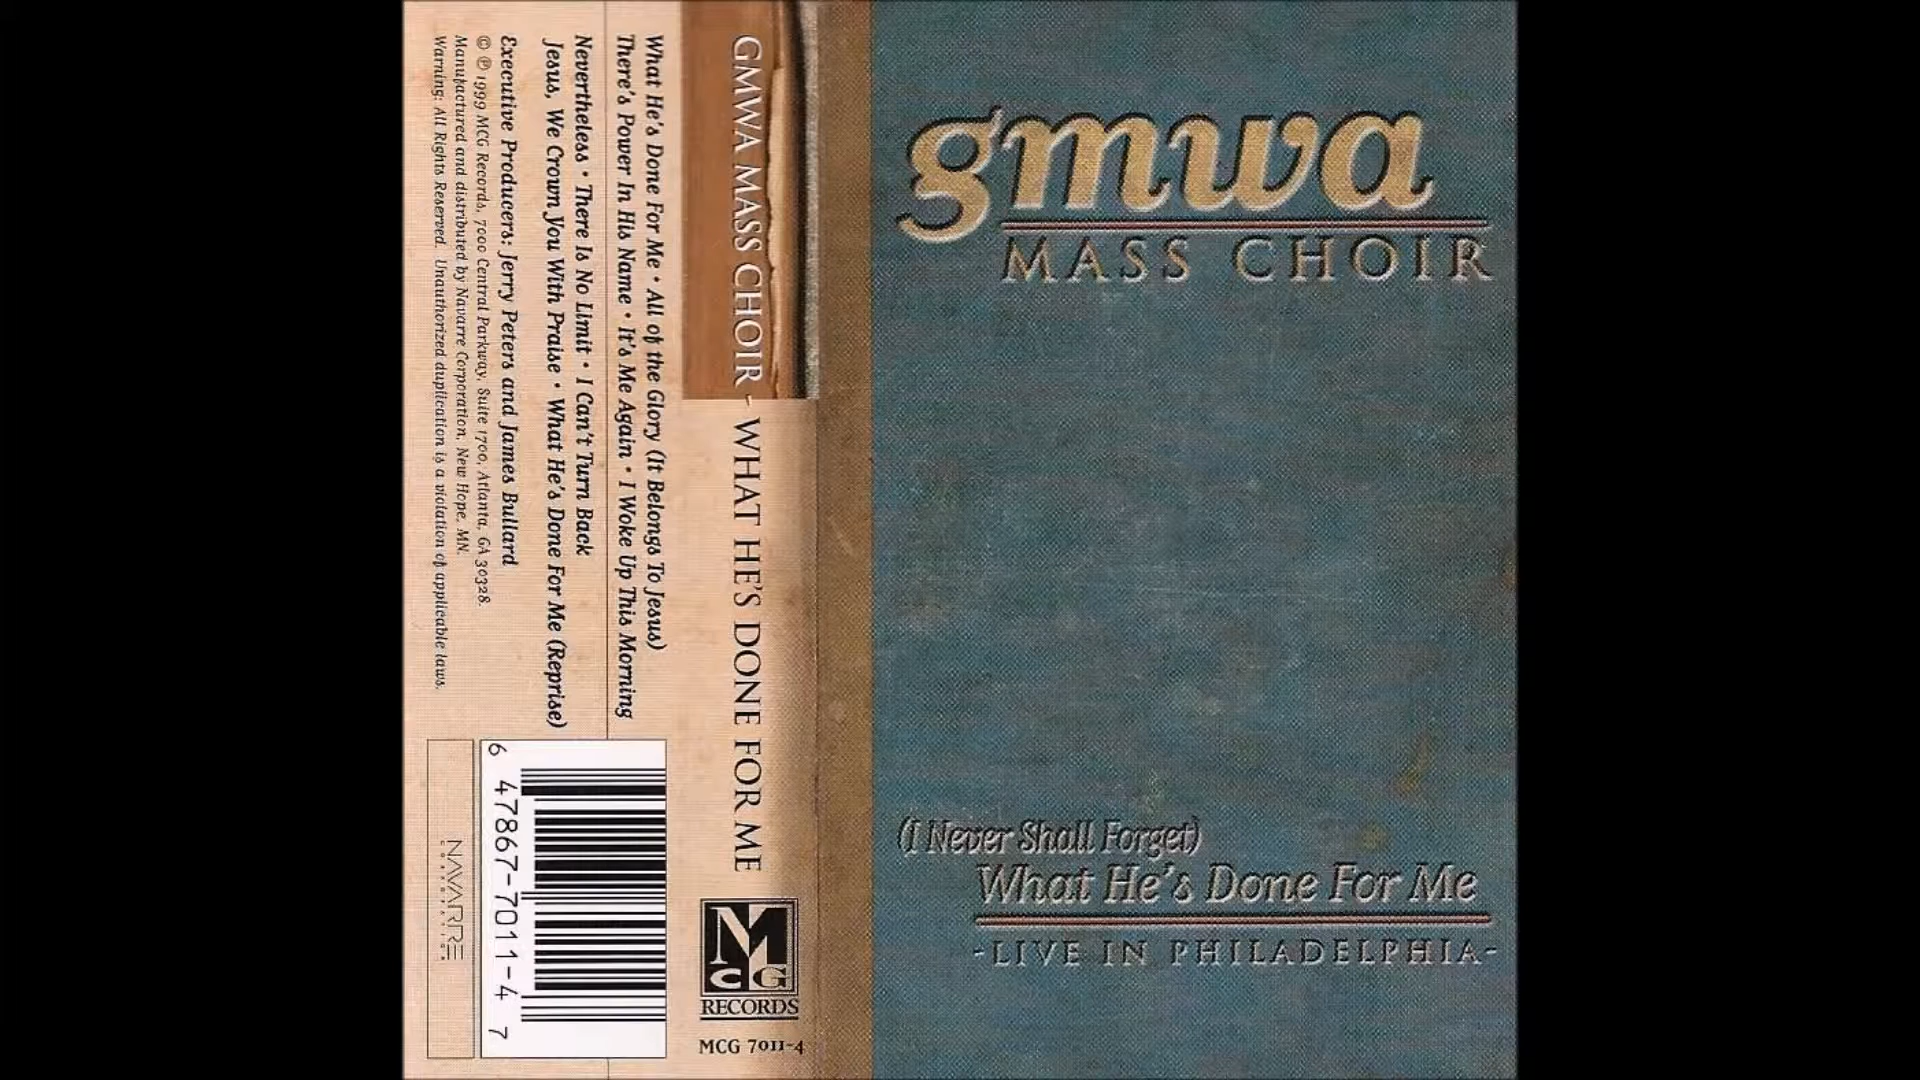 gmwa
MASS CHOIR
(I Never Shall Forget)
What He's Done For Me
-LIVE IN PHILADELPHIA-
GMWA MASS CHOIR - WHAT HE'S DONE FOR ME
MCG
RECORDS
MCG 7011-4
What He's Done For Me • All of the Glory (It Belongs To Jesus)
There's Power In His Name • It's Me Again • I Woke Up This Morning
Nevertheless • There Is No Limit • I Can't Turn Back
Jesus, We Crown You With Praise • What He's Done For Me (Reprise)
Executive Producers: Jerry Peters and James Bullard
© ℗ 1999 MCG Records, 7000 Central Parkway, Suite 1700, Atlanta, GA 30328.
Manufactured and distributed by Navarre Corporation, New Hope, MN.
Warning: All Rights Reserved. Unauthorized duplication is a violation of applicable laws.
6 47867-7011-4 7
NAVARRE
CORPORATION